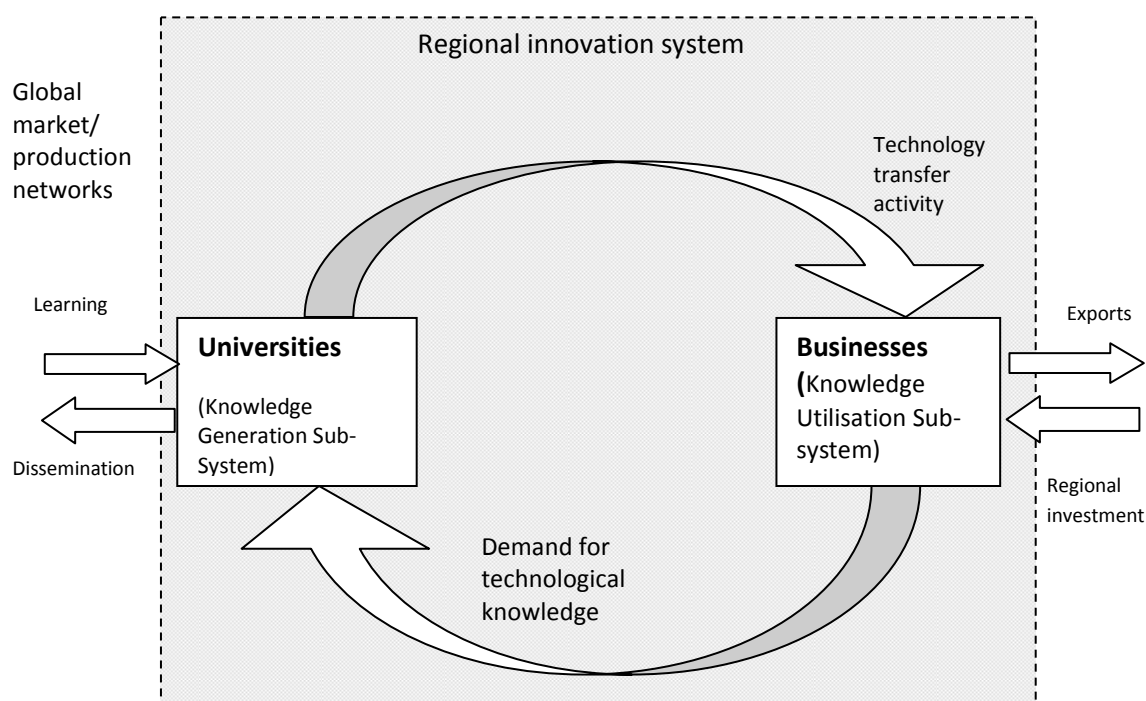 Regional innovation system
Global
market/
production
networks
Technology
transfer
activity
Learning
Universities
(Knowledge
Generation Sub-
System)
Dissemination
Businesses
(Knowledge
Utilisation Sub-
system)
Exports
Regional
investment
Demand for
technological
knowledge